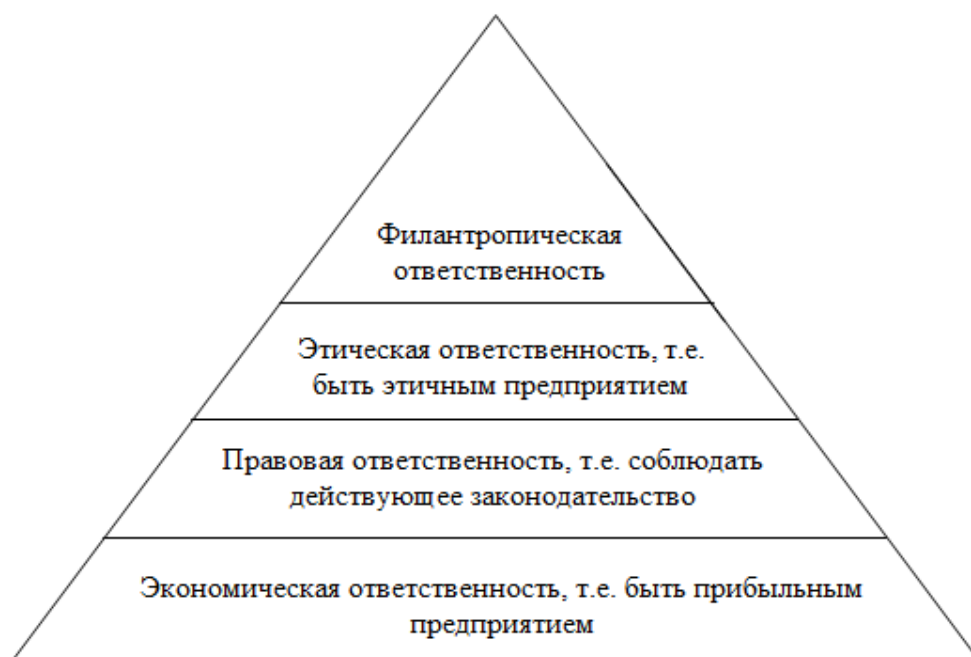 Филантропическая
ответственность
Этическая ответственность, т.е.
быть этичным предприятием
Правовая ответственность, т.е. соблюдать
действующее законодательство
Экономическая ответственность, т.е. быть прибыльным
предприятием